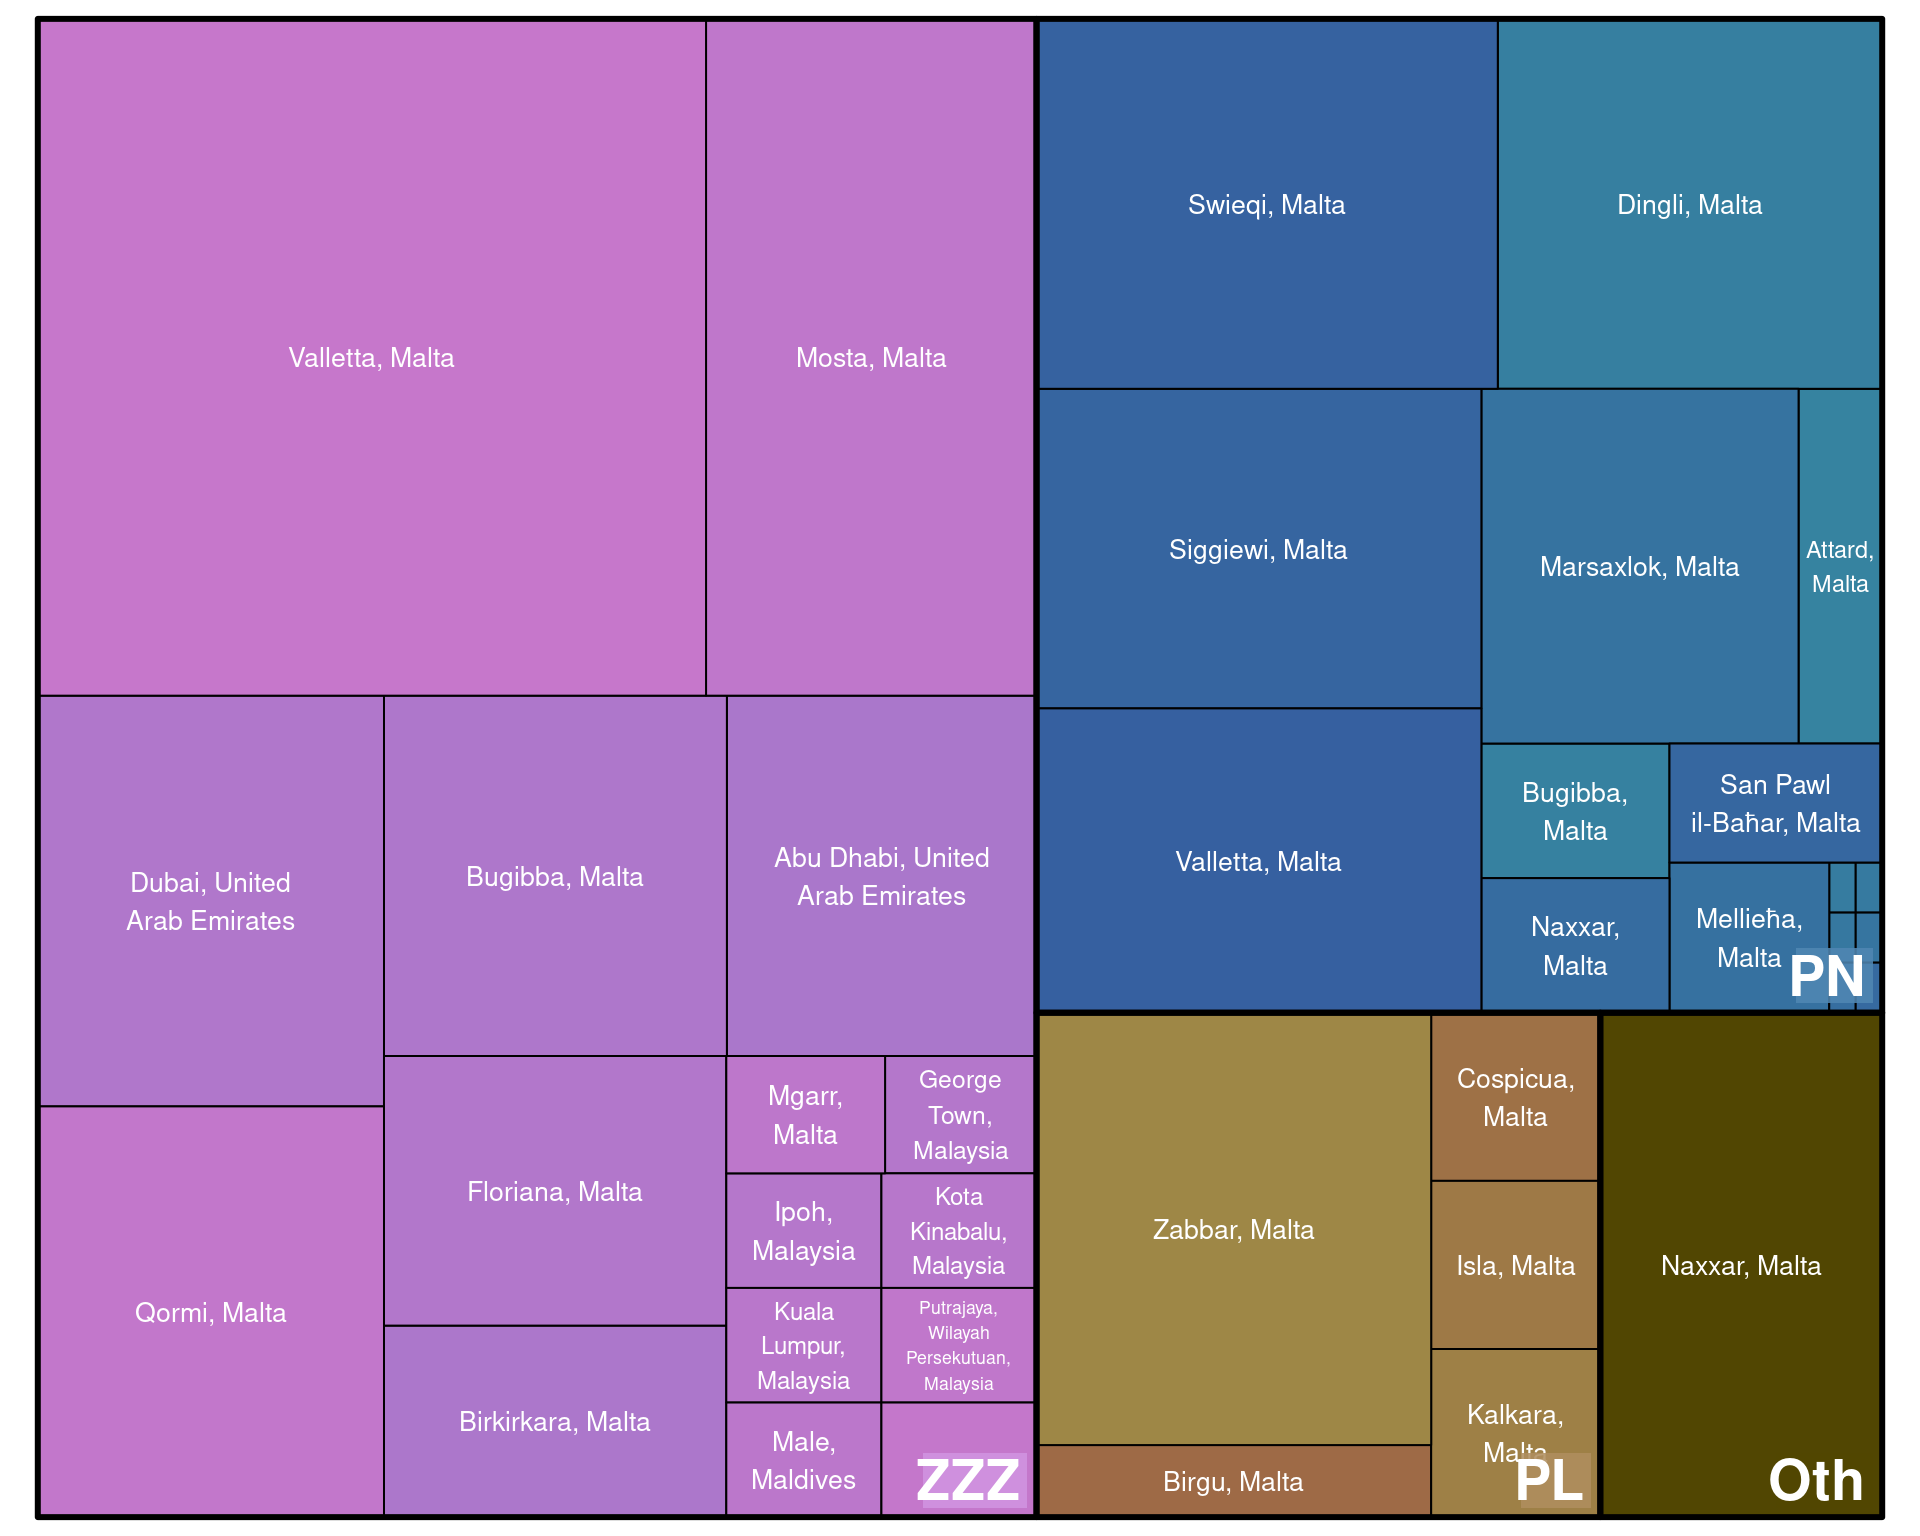 Valletta, Malta
Mosta, Malta
Dubai, United
Arab Emirates
Bugibba, Malta
Abu Dhabi, United
Arab Emirates
Qormi, Malta
Floriana, Malta
Birkirkara, Malta
Mgarr,
Malta
George
Town,
Malaysia
Ipoh,
Malaysia
Kota
Kinabalu,
Malaysia
Kuala
Lumpur,
Malaysia
Putrajaya,
Wilayah
Persekutuan,
Malaysia
Male,
Maldives
ZZZ
Swieqi, Malta
Dingli, Malta
Siggiewi, Malta
Marsaxlok, Malta
Attard,
Malta
Valletta, Malta
Bugibba,
Malta
San Pawl
il-Baħar, Malta
Naxxar,
Malta
Mellieħa,
Malta
PN
Zabbar, Malta
Birgu, Malta
Cospicua,
Malta
Isla, Malta
Kalkara,
Malta
PL
Naxxar, Malta
Oth